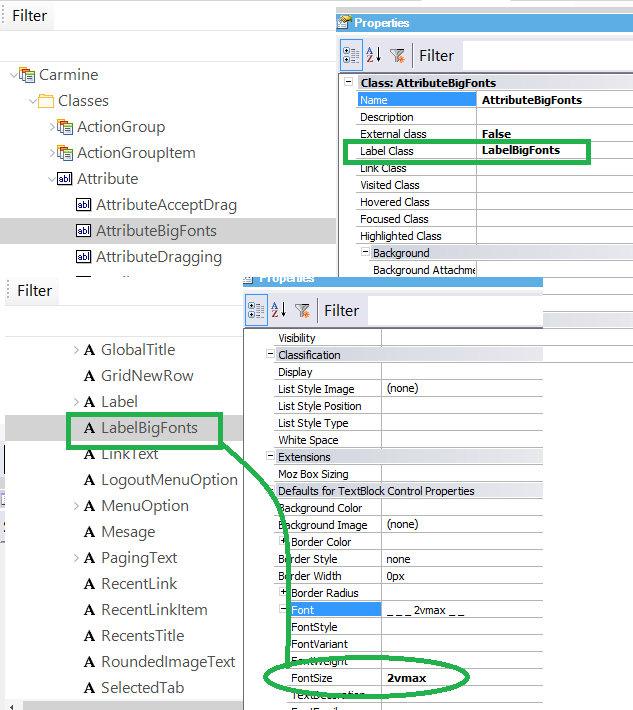 Filter
Carmine
Classes
ActionGroup
ActionGroupItem
Attribute
AttributeAcceptDrag
AttributeBigFonts
AttributeDragging
Properties
Filter
Class: AttributeBigFonts
Name AttributeBigFonts
Description
External class False
Label Class LabelBigFonts
Link Class
Visited Class
Hovered Class
Focused Class
Highlighted Class
Background
Background Attachme
Filter
GlobalTitle
GridNewRow
Label
LabelBigFonts
LinkText
LogoutMenuOption
MenuOption
Mesage
PagingText
RecentLink
RecentLinkItem
RecentsTitle
RoundedImageText
SelectedTab
Properties
Filter
Visibility
Classification
Display
List Style Image (none)
List Style Position
List Style Type
White Space
Extensions
Moz Box Sizing
Defaults for TextBlock Control Properties
Background Color
Background Image (none)
Border Color
Border Style none
Border Width 0px
Border Radius
Font _ _ _ 2vmax _ _
FontStyle
FontVariant
FontWeight
FontSize 2vmax
TextDecoration